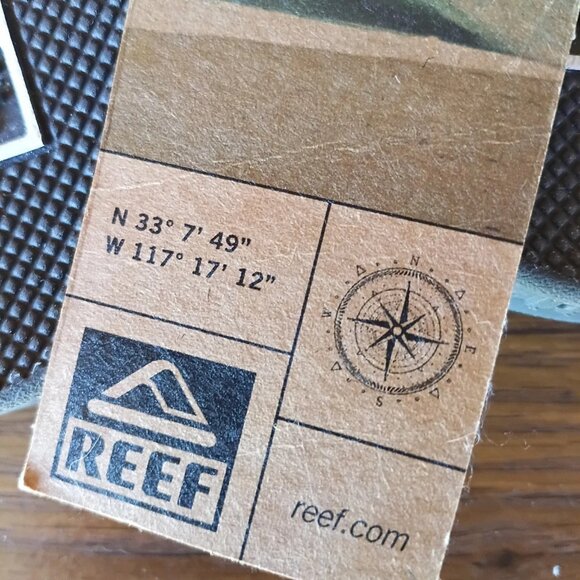 N 33° 7' 49"
W 117° 17' 12"
N
W
E
S
REEF
reef.com